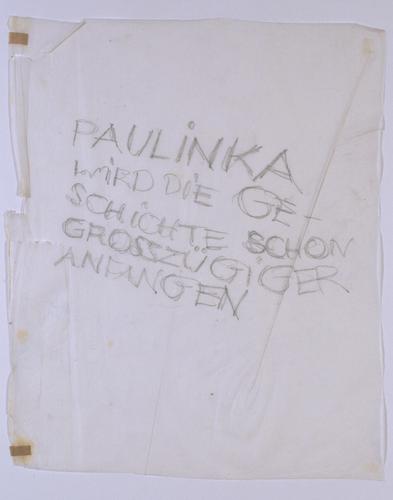 PAULiNKA
WiRD DiE GE-
SCHiCHTE SCHON
GROSSZÜGiGER
ANFANGEN